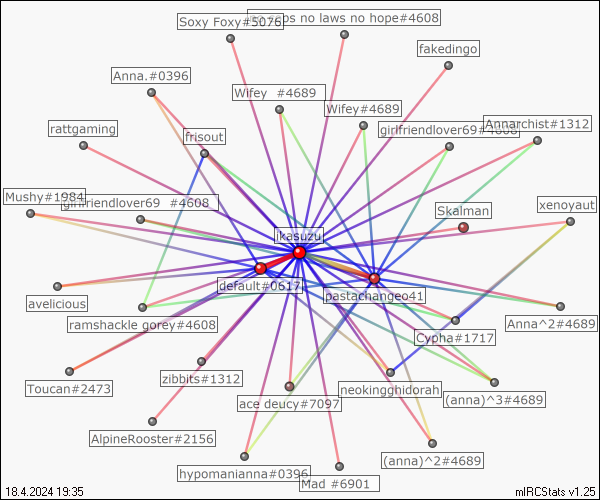 Soxy Foxy#5076
no cops no laws no hope#4608
fakedingo
Anna.#0396
Wifey  #4689
Wifey#4689
rattgaming
frisout
girlfriendlover69#4608
Annarchist#1312
Mushy#1984
girlfriendlover69  #4608
Skalman
xenoyaut
ikasuzu
default#0617
pastachangeo41
avelicious
ramshackle gorey#4608
Cypha#1717
Anna^2#4689
Toucan#2473
zibbits#1312
ace deucy#7097
neokingghidorah
(anna)^3#4689
AlpineRooster#2156
hypomanianna#0396
Mad #6901
(anna)^2#4689
18.4.2024 19:35
mIRCStats v1.25